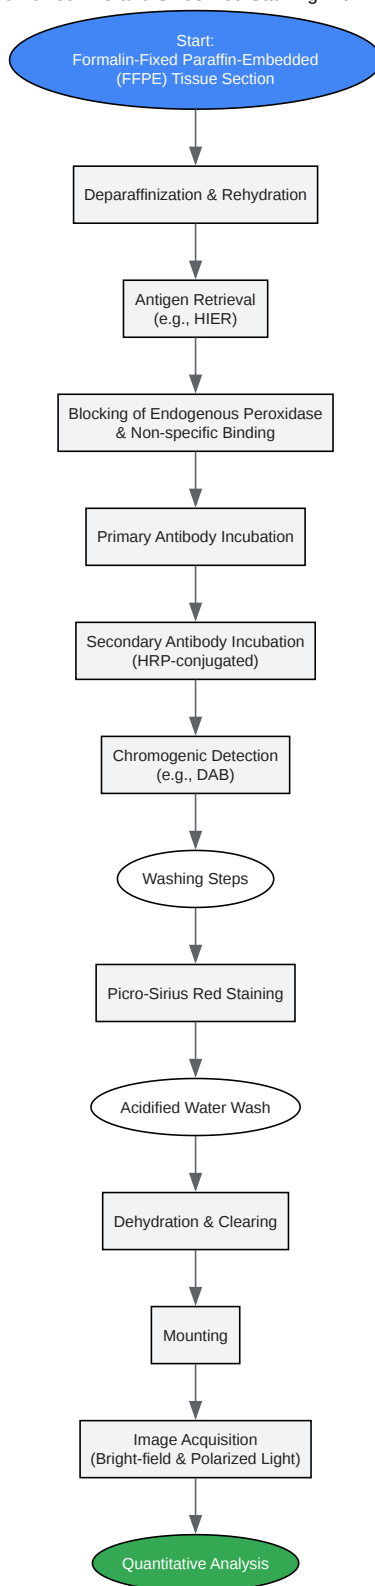 and
Staining
Start:
Formalin-Fixed Paraffin-Embedded
(FFPE) Tissue Section
Deparaffinization & Rehydration
Antigen Retrieval
(e.g., HIER)
Blocking of Endogenous Peroxidase
& Non-specific Binding
Primary Antibody Incubation
Secondary Antibody Incubation
(HRP-conjugated)
Chromogenic Detection
(e.g., DAB)
Washing Steps
Picro-Sirius Red Staining
Acidified Water Wash
Dehydration & Clearing
Mounting
Image Acquisition
(Bright-field & Polarized Light)
Quantitative Analysis